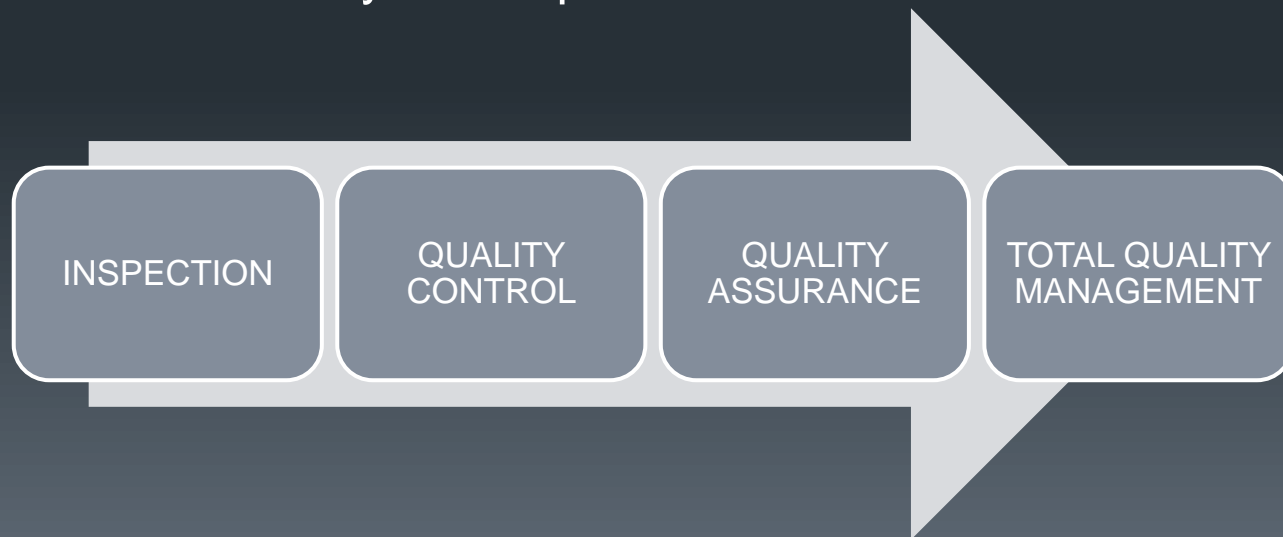 INSPECTION
QUALITY
CONTROL
QUALITY
ASSURANCE
TOTAL QUALITY
MANAGEMENT